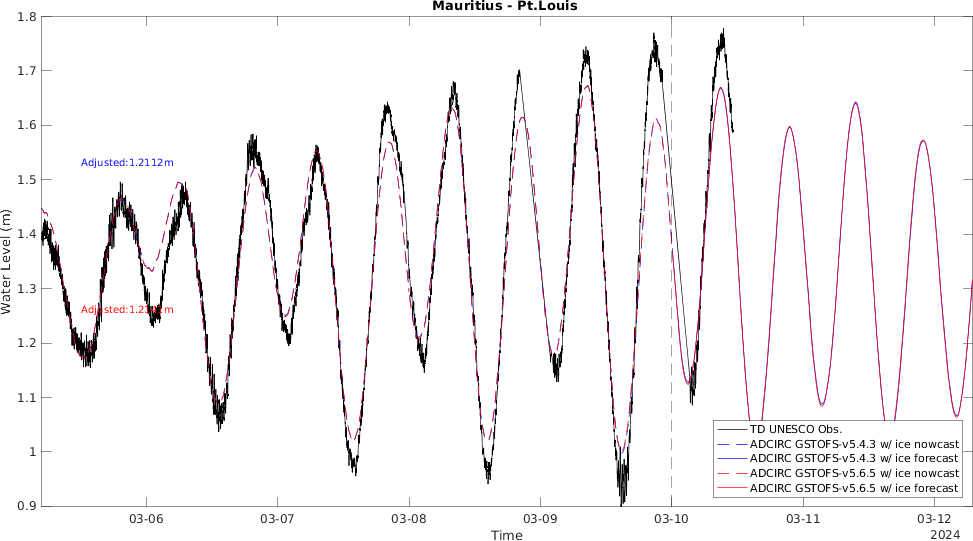 Mauritius - Pt.Louis
Water Level (m)
1.8
1.7
1.6
1.5
1.4
1.3
1.2
1.1
1
0.9
Adjusted:1.2112m
03-06
03-07
03-08
03-09
03-10
03-11
03-12
2024
Time
TD UNESCO Obs.
ADCIRC GSTOFS-v5.4.3 w/ ice nowcast
ADCIRC GSTOFS-v5.4.3 w/ ice forecast
ADCIRC GSTOFS-v5.6.5 w/ ice nowcast
ADCIRC GSTOFS-v5.6.5 w/ ice forecast